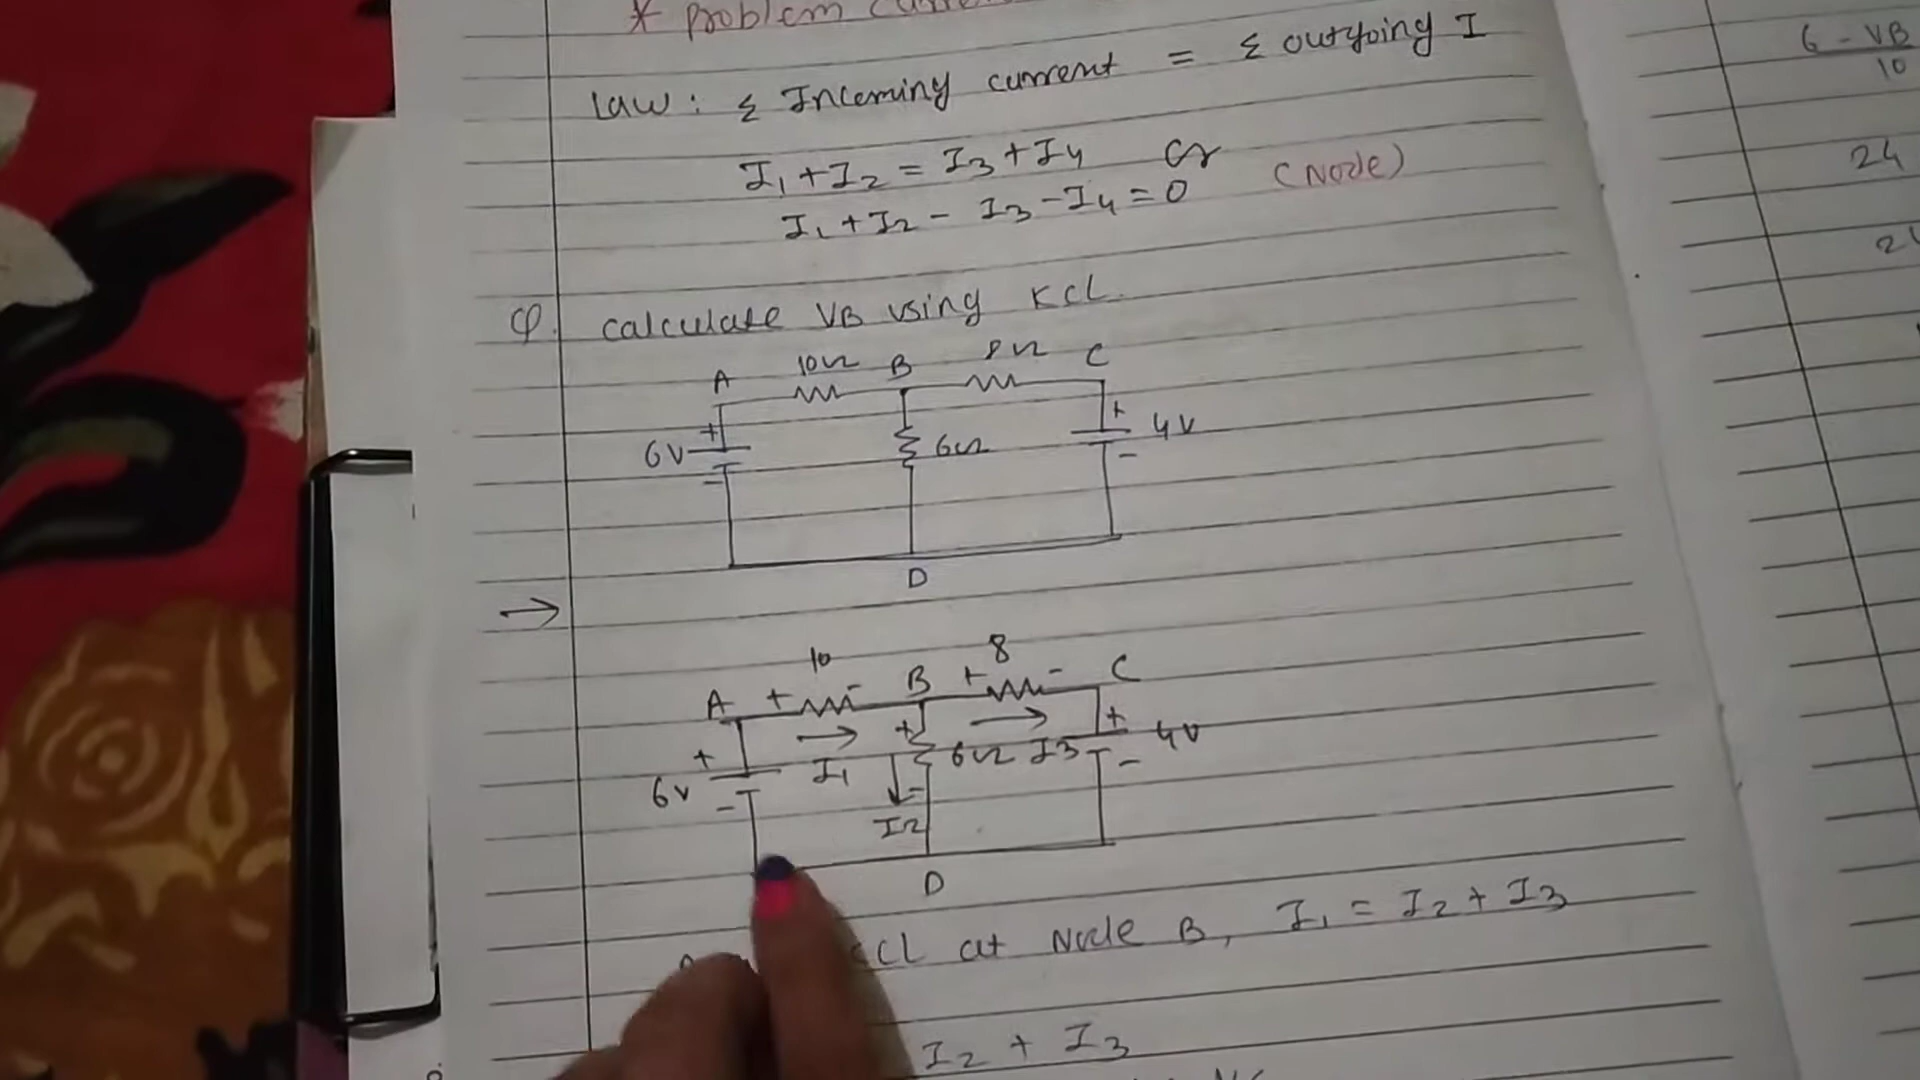 * Problem
Law: Σ Incoming current = Σ outgoing I
I1 + I2 = I3 + I4 or
I1 + I2 - I3 - I4 = 0 (Node)
Q. calculate VB using KCL.
A 10Ω B 8Ω C
6V + - 6Ω + - 4V
D
→
A + 10 - B + 8 - C
6V + - I1 + - 6Ω I3 + - 4V
I2
D
KCL at Node B, I1 = I2 + I3
I2 + I3
6 - VB
10
24